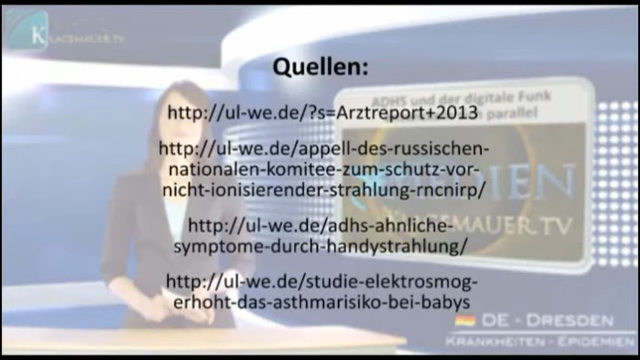 KLAGEMAUER.TV
Quellen:
ADHS und der digitale Funk
parallel
http://ul-we.de/?s=Arztreport+2013
http://ul-we.de/appell-des-russischen-
nationalen-komitee-zum-schutz-vor-
nicht-ionisierender-strahlung-rncnirp/
http://ul-we.de/adhs-ahnliche-
symptome-durch-handystrahlung/
http://ul-we.de/studie-elektrosmog-
erhoht-das-asthmarisiko-bei-babys
DE - DRESDEN
KRANKHEITEN - EPIDEMIEN